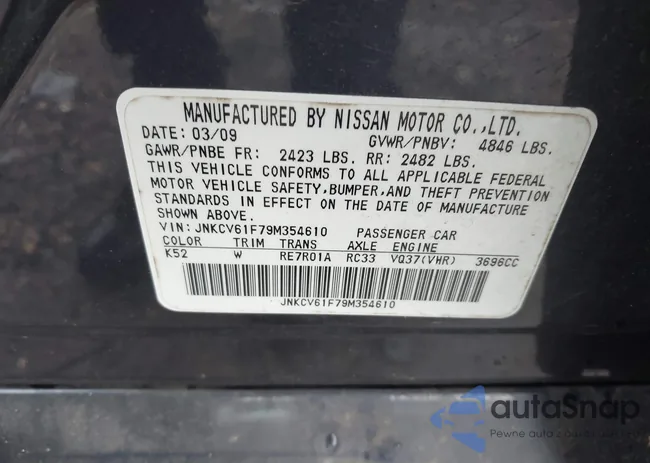 MANUFACTURED BY NISSAN MOTOR CO.,LTD.
DATE: 03/09 GVWR/PNBV: 4846 LBS.
GAWR/PNBE FR: 2423 LBS. RR: 2482 LBS.
THIS VEHICLE CONFORMS TO ALL APPLICABLE FEDERAL
MOTOR VEHICLE SAFETY, BUMPER, AND THEFT PREVENTION
STANDARDS IN EFFECT ON THE DATE OF MANUFACTURE
SHOWN ABOVE.
VIN: JNKCV61F79M354610 PASSENGER CAR
COLOR TRIM TRANS AXLE ENGINE
K52 W RE7R01A RC33 VQ37(VHR) 3696CC
JNKCV61F79M354610
autaSnap
Pewne auto z